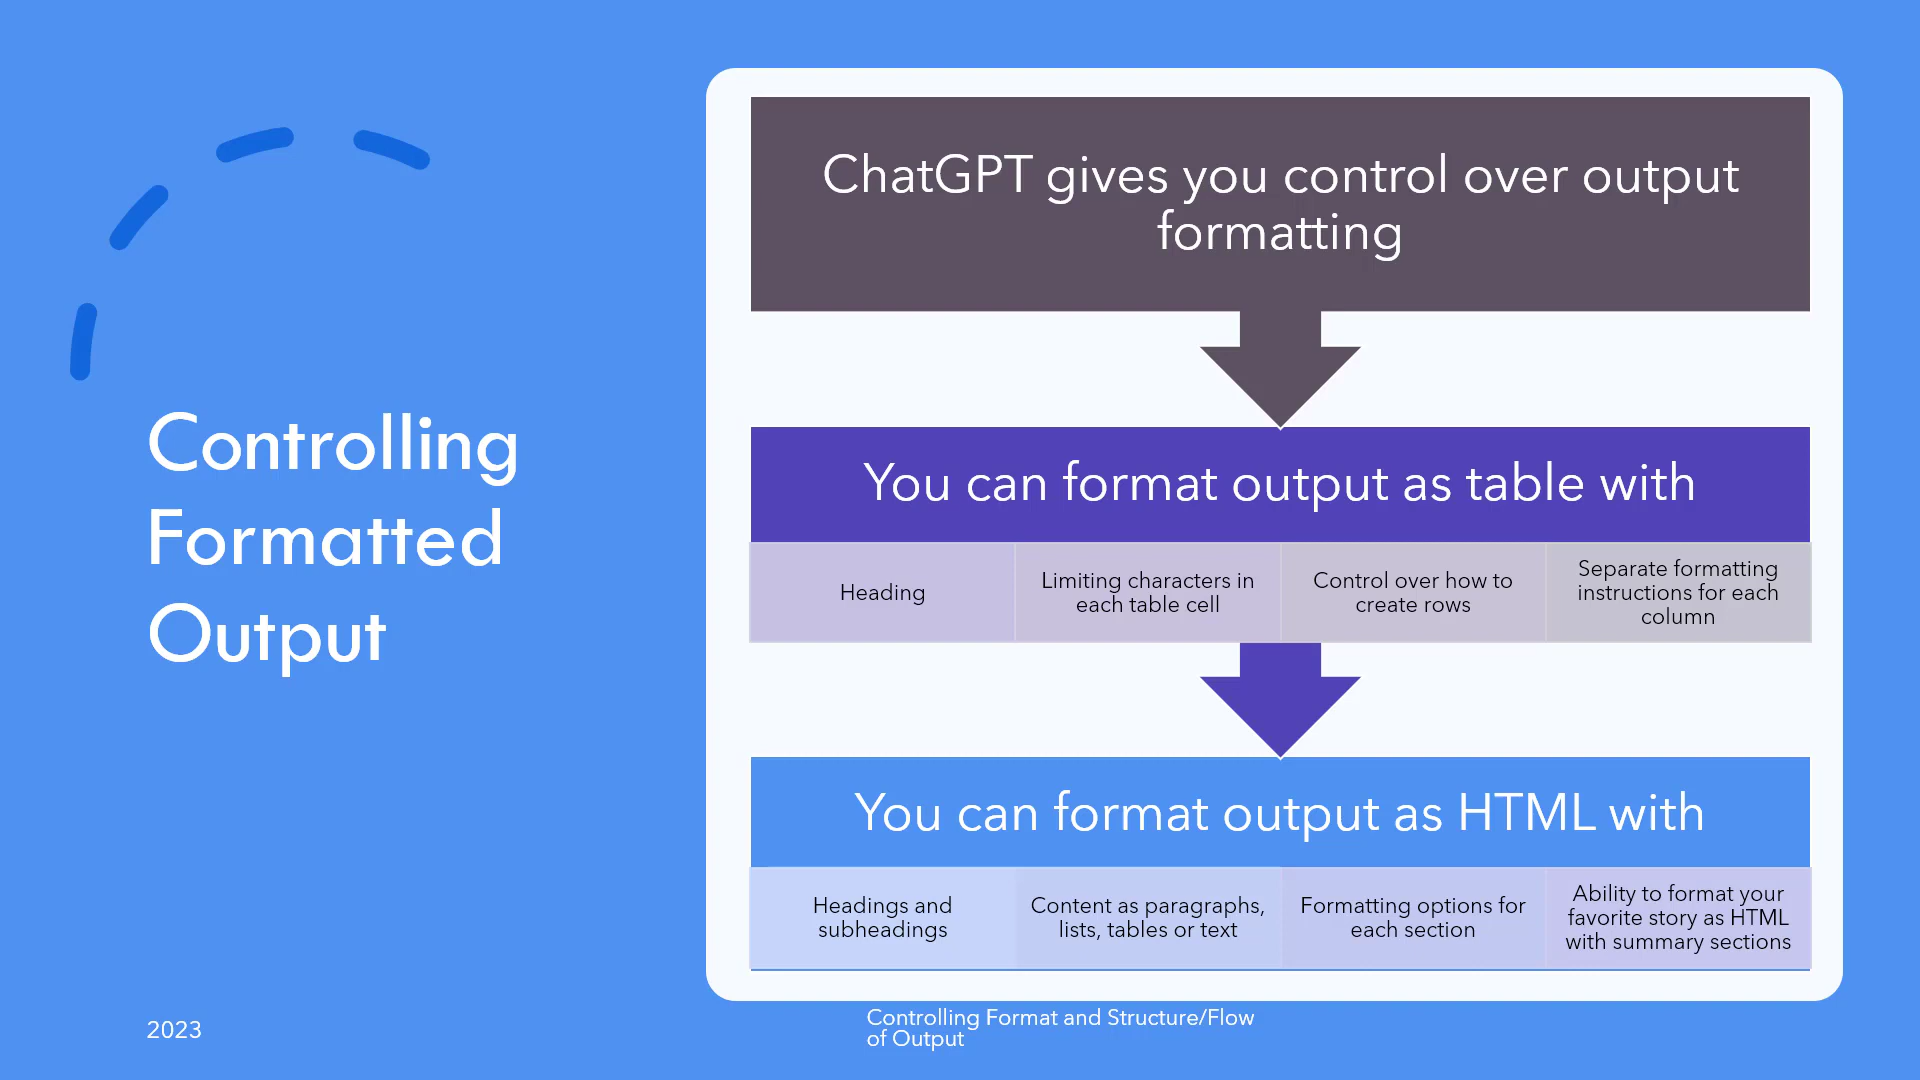 Controlling
Formatted
Output
ChatGPT gives you control over output
formatting
You can format output as table with
Heading
Limiting characters in
each table cell
Control over how to
create rows
Separate formatting
instructions for each
column
You can format output as HTML with
Headings and
subheadings
Content as paragraphs,
lists, tables or text
Formatting options for
each section
Ability to format your
favorite story as HTML
with summary sections
2023
Controlling Format and Structure/Flow
of Output